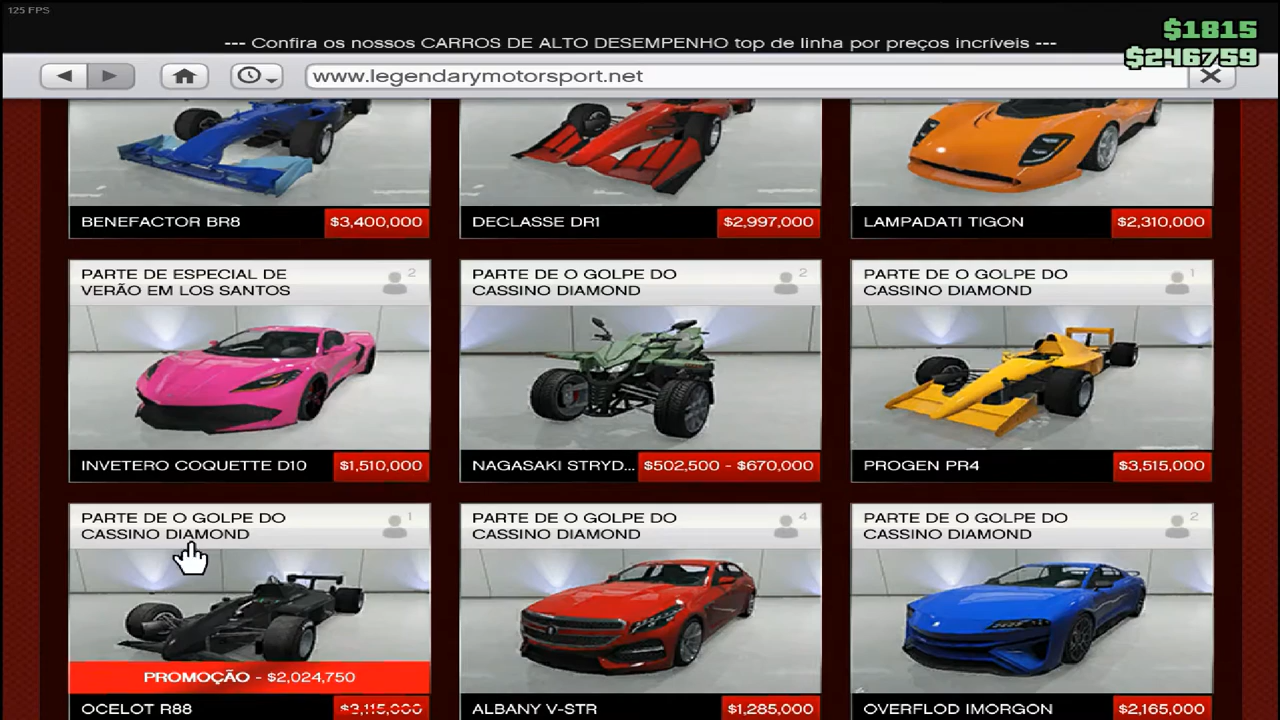 125 FPS
$1815
--- Confira os nossos CARROS DE ALTO DESEMPENHO top de linha por preços incríveis ---
$246759
www.legendarymotorsport.net
BENEFACTOR BR8 $3,400,000
DECLASSE DR1 $2,997,000
LAMPADATI TIGON $2,310,000
PARTE DE ESPECIAL DE
VERÃO EM LOS SANTOS
2
INVETERO COQUETTE D10 $1,510,000
PARTE DE O GOLPE DO
CASSINO DIAMOND
2
NAGASAKI STRYD... $502,500 - $670,000
PARTE DE O GOLPE DO
CASSINO DIAMOND
1
PROGEN PR4 $3,515,000
PARTE DE O GOLPE DO
CASSINO DIAMOND
1
PROMOÇÃO - $2,024,750
OCELOT R88 $3,115,000
PARTE DE O GOLPE DO
CASSINO DIAMOND
4
ALBANY V-STR $1,285,000
PARTE DE O GOLPE DO
CASSINO DIAMOND
2
OVERFLOD IMORGON $2,165,000